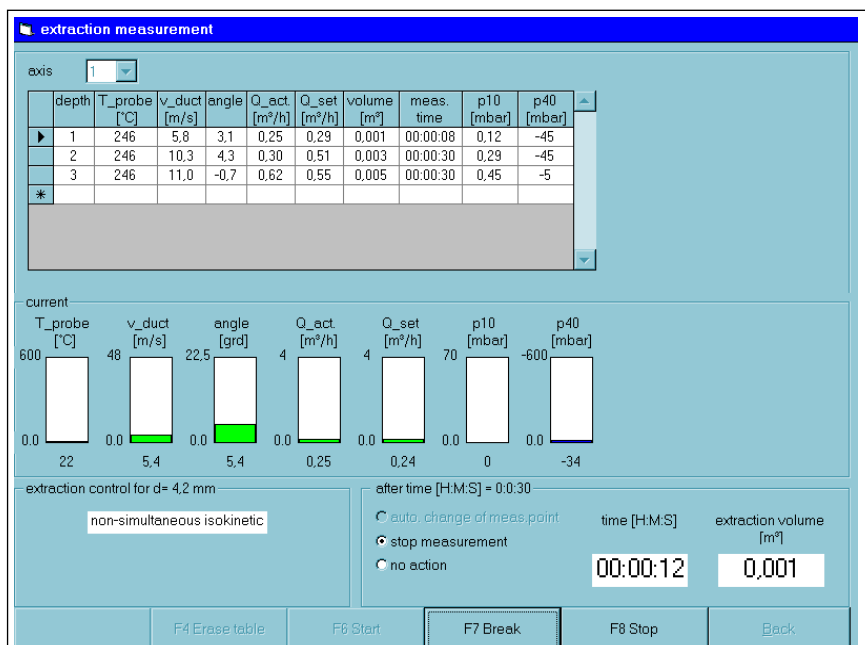 extraction measurement
axis 1
depth T_probe v_duct angle Q_act. Q_set volume meas. p10 p40
[°C] [m/s] [m³/h] [m³/h] [m³] time [mbar] [mbar]
1 246 5,8 3,1 0,25 0,29 0,001 00:00:08 0,12 -45
2 246 10,3 4,3 0,30 0,51 0,003 00:00:30 0,29 -45
3 246 11,0 -0,7 0,62 0,55 0,005 00:00:30 0,45 -5
*
current
T_probe v_duct angle Q_act. Q_set p10 p40
[°C] [m/s] [grd] [m³/h] [m³/h] [mbar] [mbar]
600 48 22,5 4 4 70 -600
0.0 0.0 0.0 0.0 0.0 0.0 0.0
22 5,4 5,4 0,25 0,24 0 -34
extraction control for d= 4,2 mm
non-simultaneous isokinetic
after time [H:M:S] = 0:0:30
auto. change of meas.point
stop measurement
no action
time [H:M:S]
00:00:12
extraction volume
[m³]
0,001
F4 Erase table F6 Start F7 Break F8 Stop Back